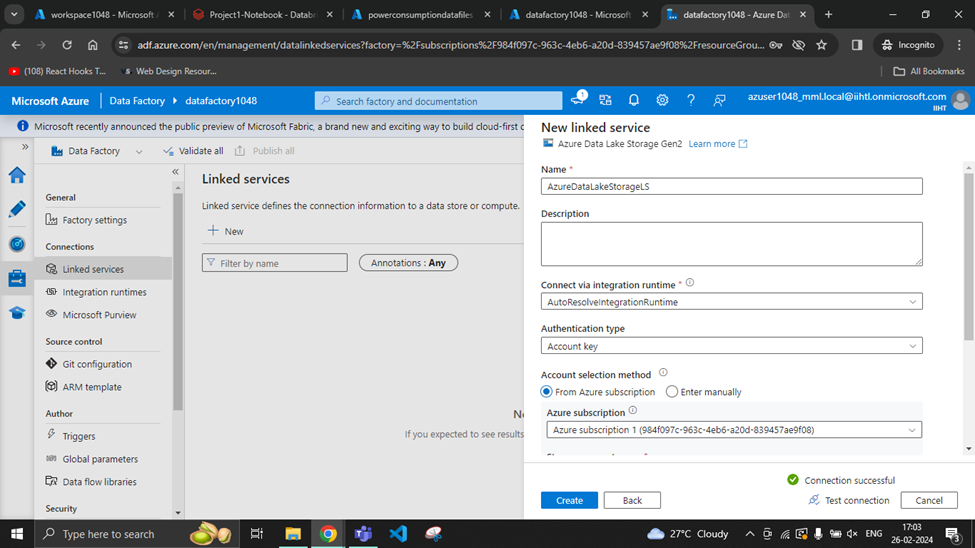 workspace1048 - Microsoft A
Project1-Notebook - Databri
powerconsumptiondatafiles
datafactory1048 - Microsoft
datafactory1048 - Azure Dat
adf.azure.com/en/management/datalinkedservices?factory=%2Fsubscriptions%2F984f097c-963c-4eb6-a20d-839457ae9f08%2FresourceGrou...
Incognito
(108) React Hooks T...
Web Design Resour...
All Bookmarks
Microsoft Azure
Data Factory
datafactory1048
Search factory and documentation
1
azuser1048_mml.local@iihtl.onmicrosoft.com
IIHT
Microsoft recently announced the public preview of Microsoft Fabric, a brand new and exciting way to build cloud-first
Data Factory
Validate all
Publish all
General
Factory settings
Connections
Linked services
Integration runtimes
Microsoft Purview
Source control
Git configuration
ARM template
Author
Triggers
Global parameters
Data flow libraries
Security
Linked services
Linked service defines the connection information to a data store or compute.
New
Filter by name
Annotations : Any
If you expected to see results
New linked service
Azure Data Lake Storage Gen2 Learn more
Name *
AzureDataLakeStorageLS
Description
Connect via integration runtime *
AutoResolveIntegrationRuntime
Authentication type
Account key
Account selection method
From Azure subscription
Enter manually
Azure subscription
Azure subscription 1 (984f097c-963c-4eb6-a20d-839457ae9f08)
Connection successful
Create
Back
Test connection
Cancel
Type here to search
27°C Cloudy
ENG
17:03
26-02-2024
3